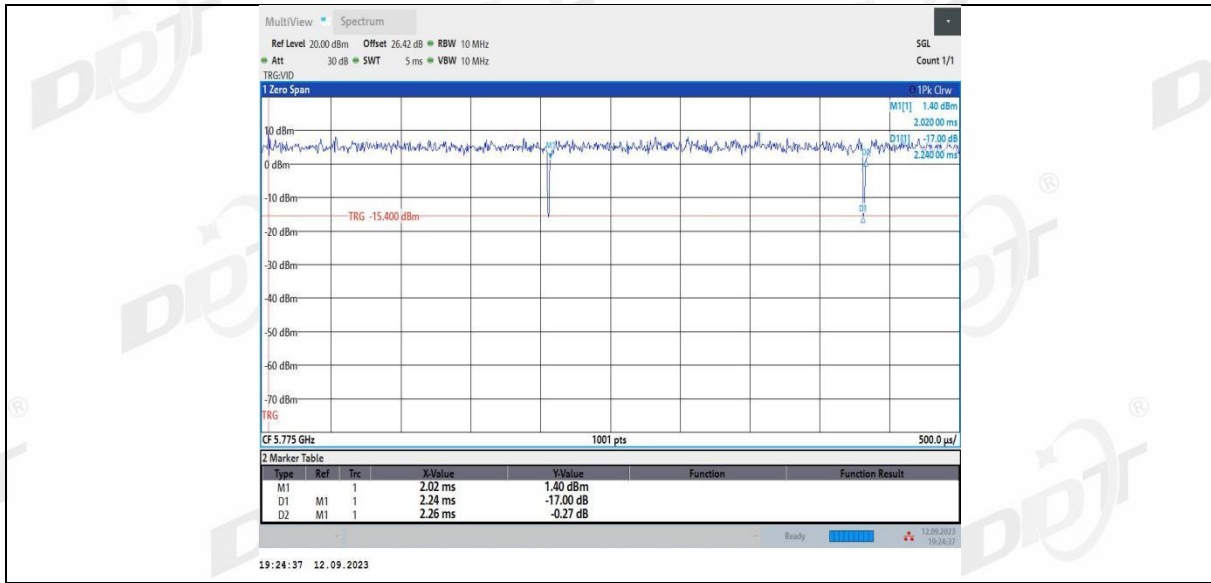 MultiView Spectrum
Ref Level 20.00 dBm Offset 26.42 dB RBW 10 MHz SGL
Att 30 dB SWT 5 ms VBW 10 MHz Count 1/1
TRG:VID
1 Zero Span 1Pk Clrw
M1[1] 1.40 dBm
2.020 00 ms
10 dBm
D1[1] -17.00 dB
2.240 00 ms
M1
D2
0 dBm
-10 dBm
D1
TRG -15.400 dBm
-20 dBm
-30 dBm
-40 dBm
-50 dBm
-60 dBm
-70 dBm
TRG
CF 5.775 GHz 1001 pts 500.0 µs/
2 Marker Table
Type Ref Trc X-Value Y-Value Function Function Result
M1 1 2.02 ms 1.40 dBm
D1 M1 1 2.24 ms -17.00 dB
D2 M1 1 2.26 ms -0.27 dB
Ready 12.09.2023
19:24:37
19:24:37 12.09.2023